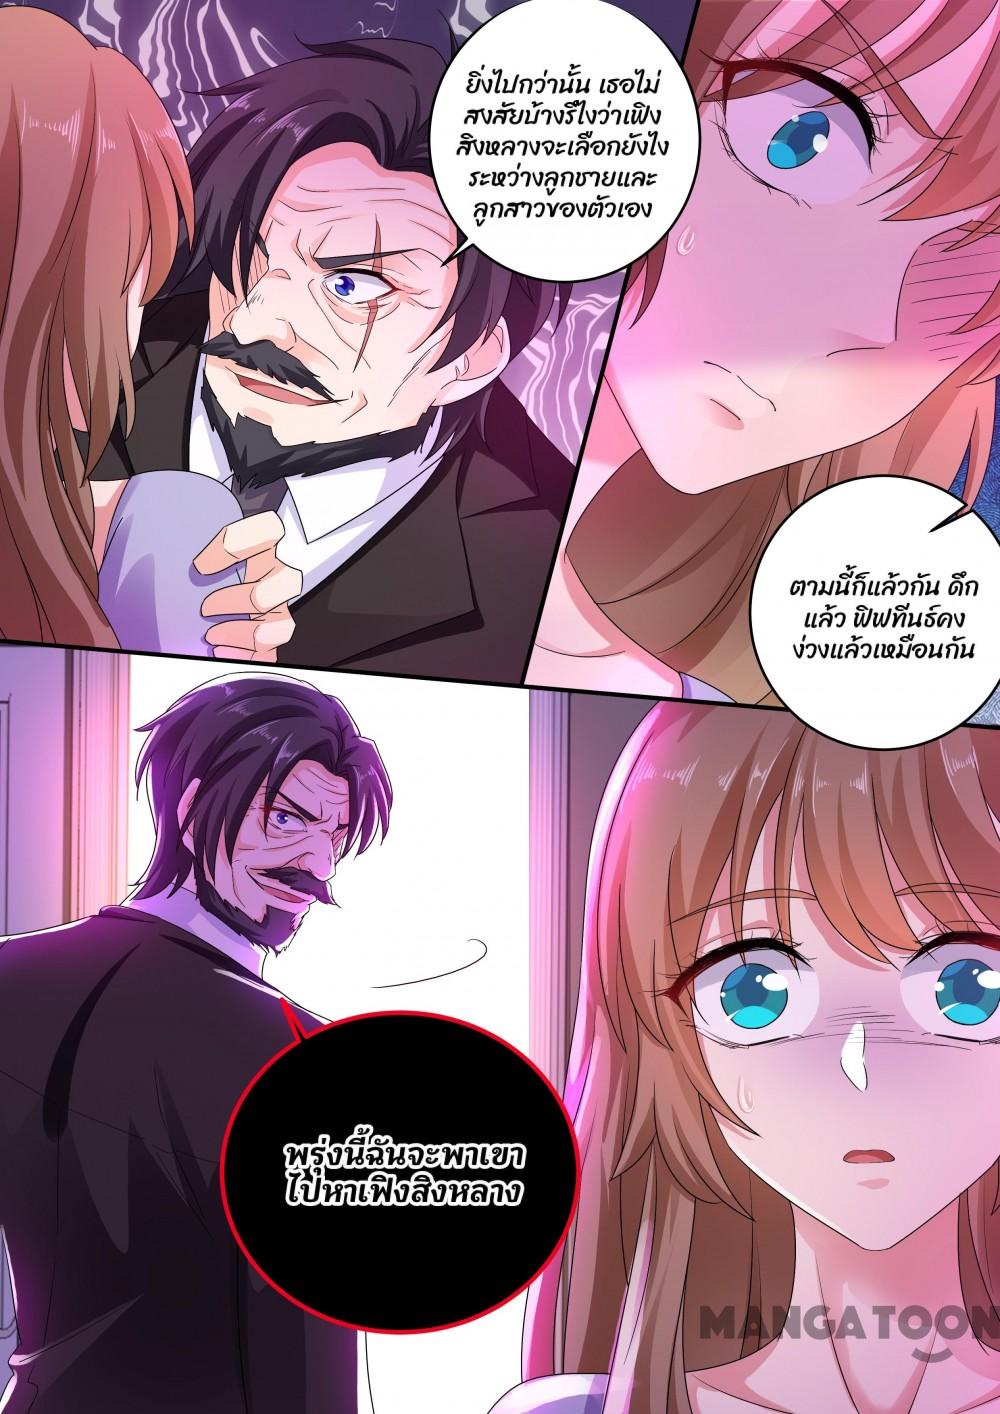 ยิ่งไปกว่านั้น เธอไม่
สงสัยบ้างรึไงว่าเฟิง
สิงหลางจะเลือกยังไง
ระหว่างลูกชายและ
ลูกสาวของตัวเอง
ตามนี้ก็แล้วกัน ดึก
แล้ว ฟิฟทีนธ์คง
ง่วงแล้วเหมือนกัน
พรุ่งนี้ฉันจะพาเขา
ไปหาเฟิงสิงหลาง
MANGATOON